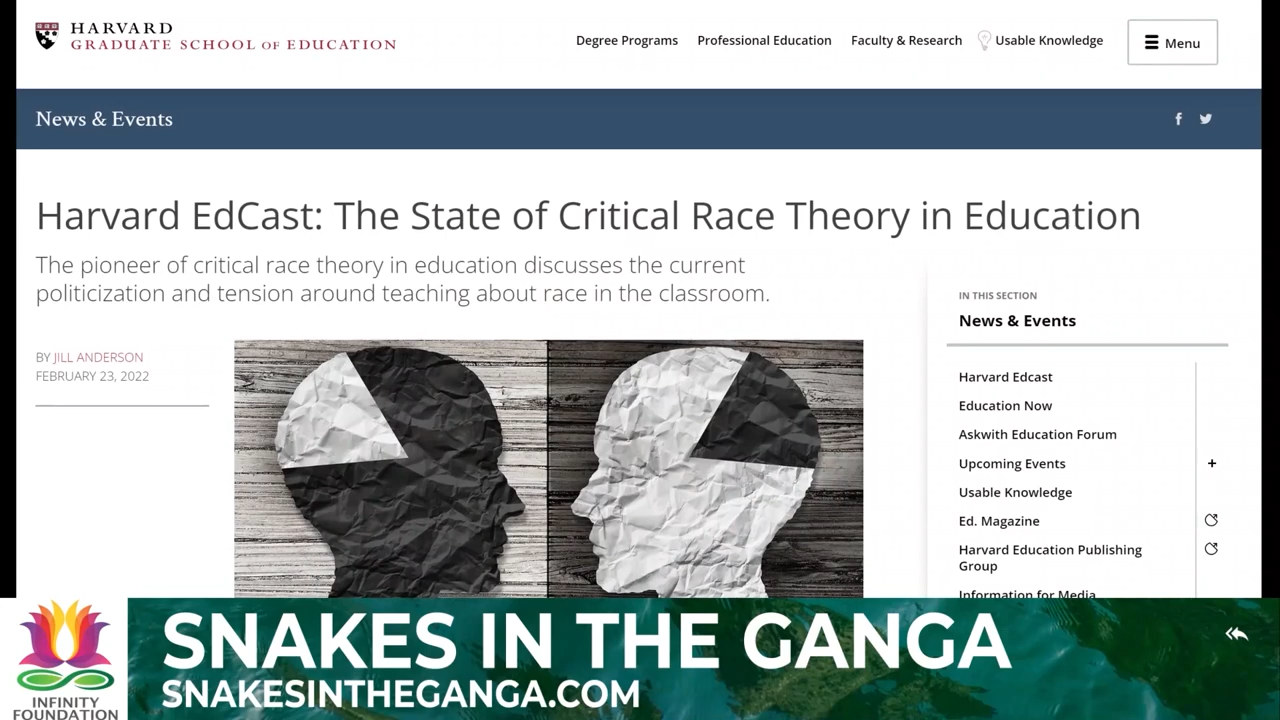 HARVARD
GRADUATE SCHOOL OF EDUCATION
Degree Programs
Professional Education
Faculty & Research
Usable Knowledge
Menu
News & Events
Harvard EdCast: The State of Critical Race Theory in Education
The pioneer of critical race theory in education discusses the current
politicization and tension around teaching about race in the classroom.
BY JILL ANDERSON
FEBRUARY 23, 2022
IN THIS SECTION
News & Events
Harvard Edcast
Education Now
Askwith Education Forum
Upcoming Events
+
Usable Knowledge
Ed. Magazine
Harvard Education Publishing
Group
Information for Media
SNAKES IN THE GANGA
SNAKESINTHEGANGA.COM
INFINITY
FOUNDATION